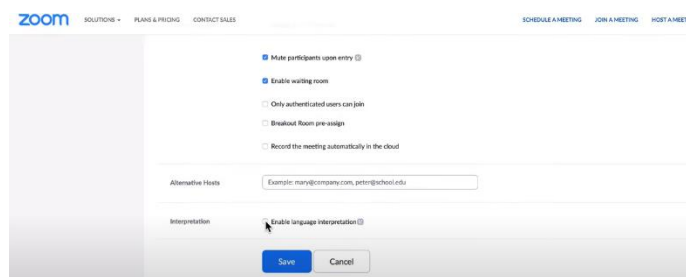 zoom SOLUTIONS PLANS & PRICING CONTACT SALES SCHEDULE A MEETING JOIN A MEETING HOST A MEET
Mute participants upon entry
Enable waiting room
Only authenticated users can join
Breakout Room pre-assign
Record the meeting automatically in the cloud
Alternative Hosts Example: mary@company.com, peter@school.edu
Interpretation Enable language interpretation
Save Cancel